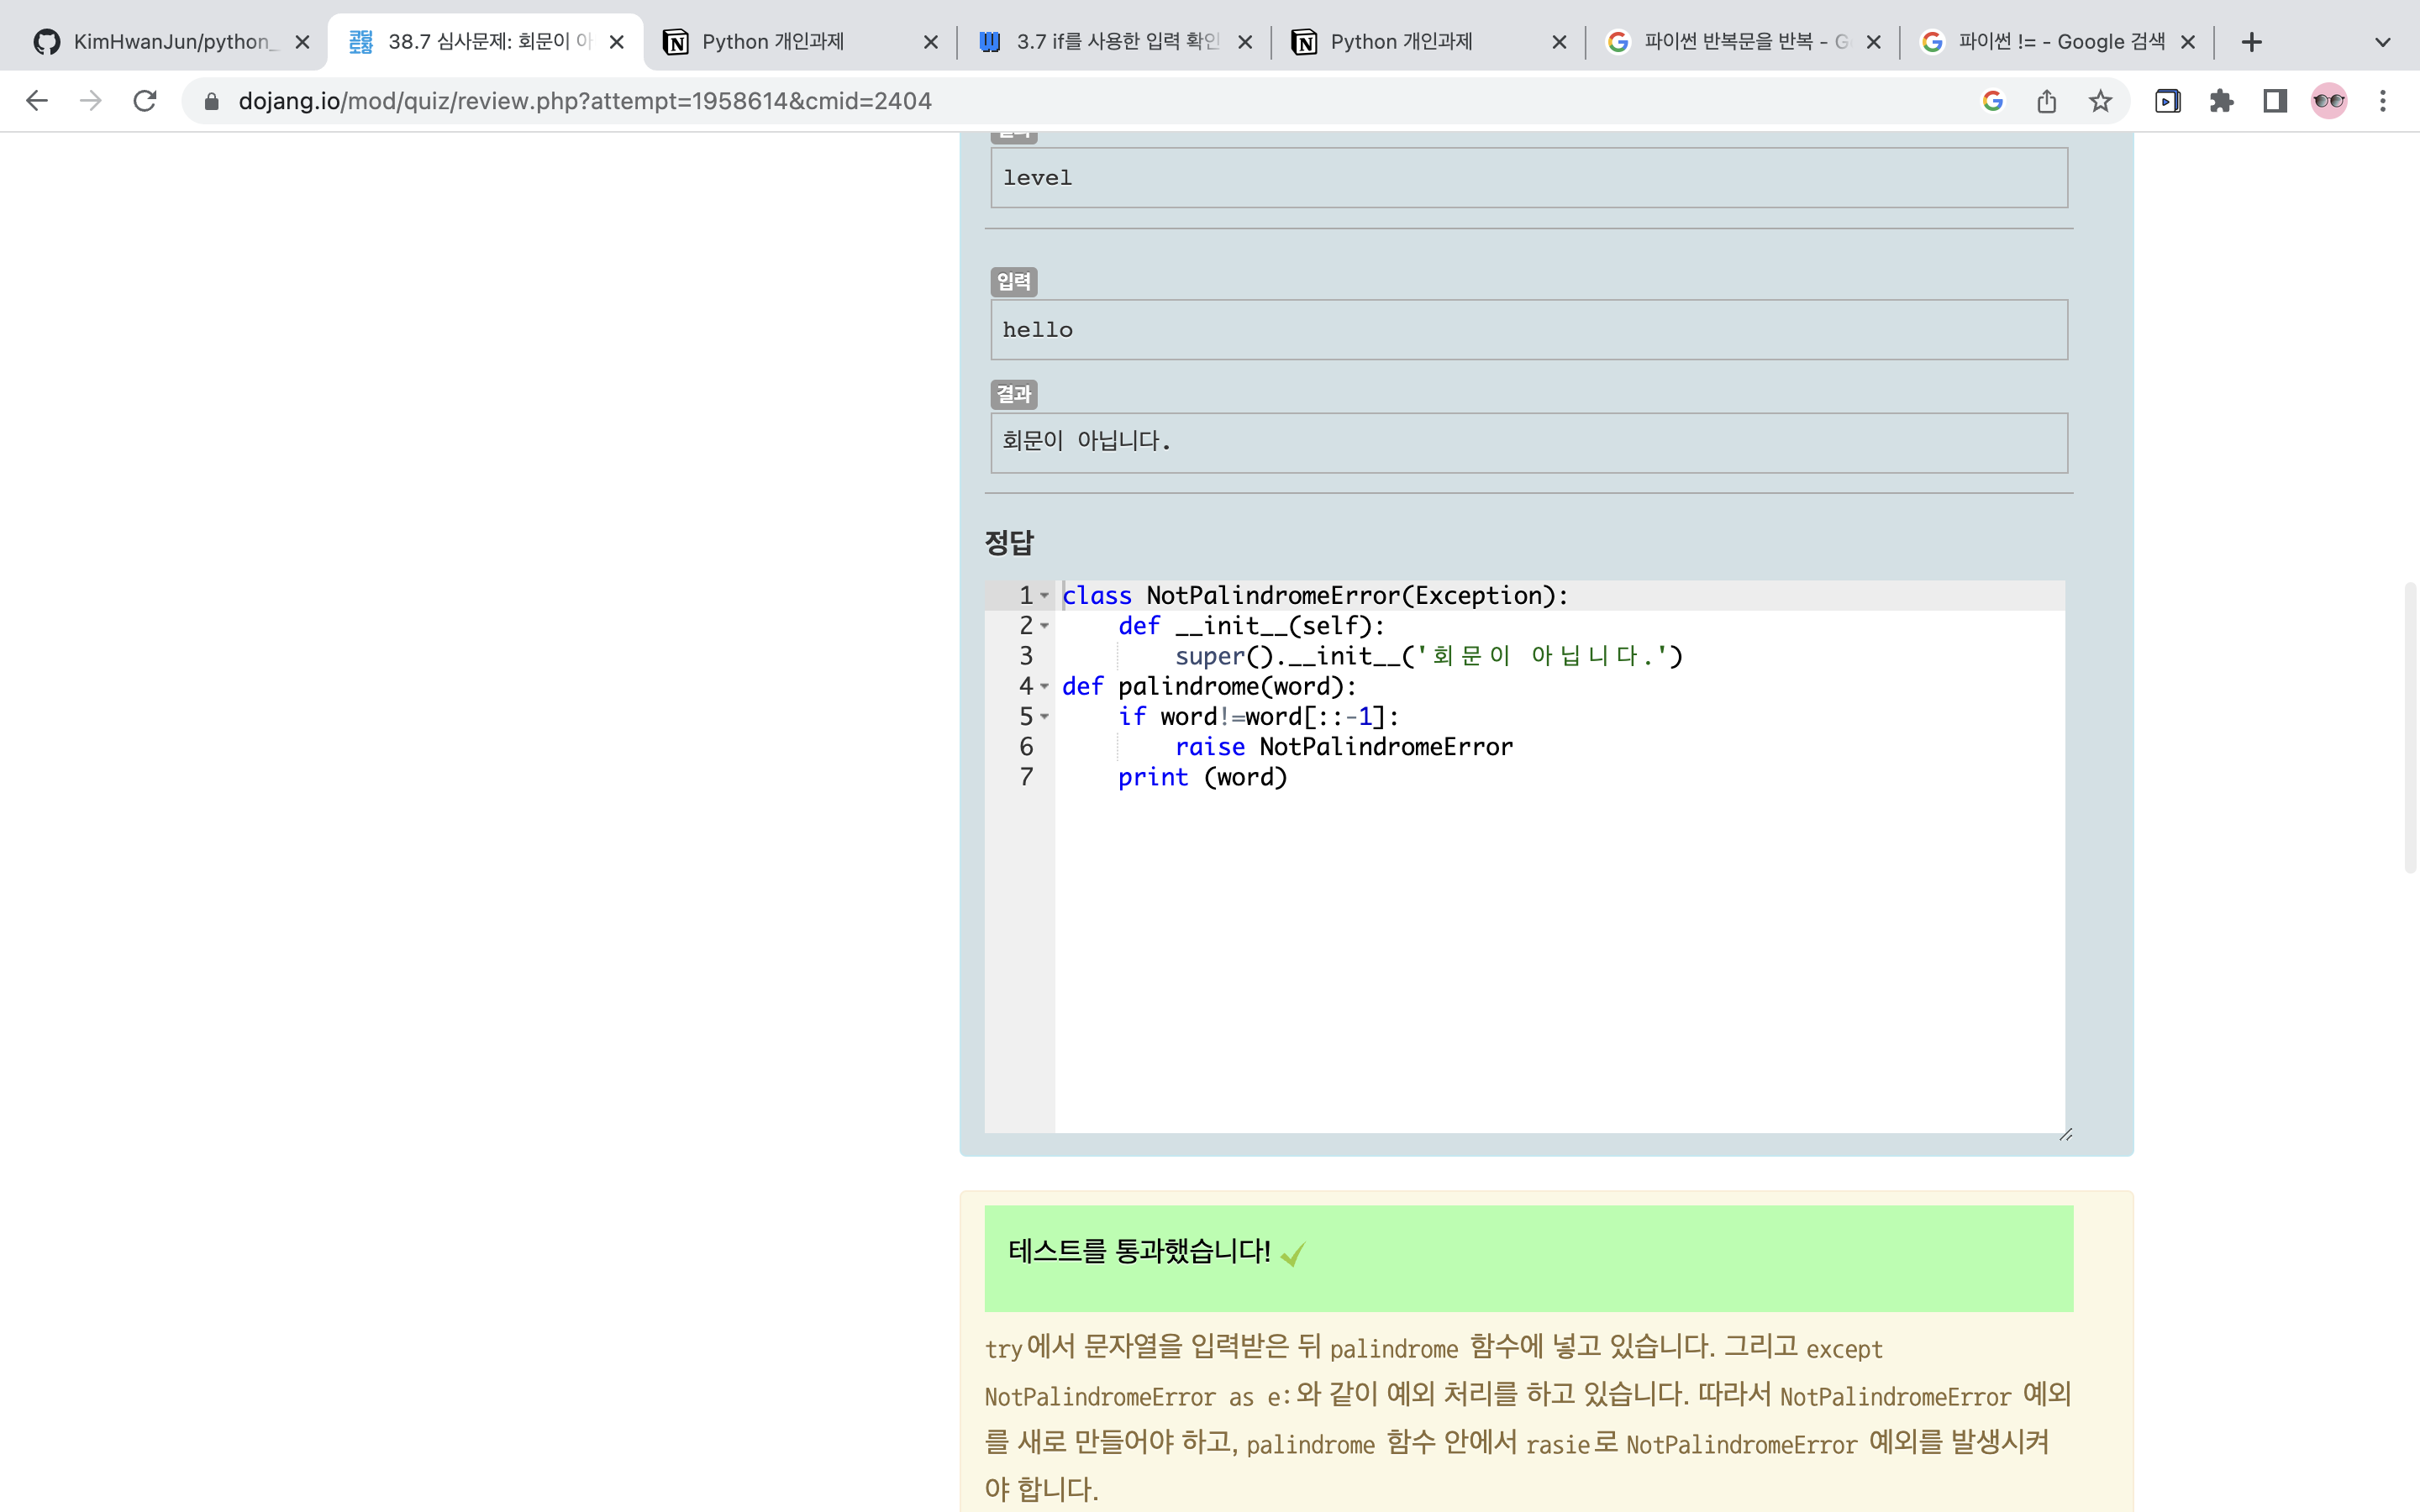 KimHwanJun/python_
38.7 심사문제: 회문이 아
Python 개인과제
3.7 if를 사용한 입력 확인
Python 개인과제
파이썬 반복문을 반복 - G
파이썬 != - Google 검색
dojang.io/mod/quiz/review.php?attempt=1958614&cmid=2404
level
입력
hello
결과
회문이 아닙니다.
정답
1 class NotPalindromeError(Exception):
2 def __init__(self):
3 super().__init__('회문이 아닙니다.')
4 def palindrome(word):
5 if word!=word[::-1]:
6 raise NotPalindromeError
7 print (word)
테스트를 통과했습니다!
try에서 문자열을 입력받은 뒤 palindrome 함수에 넣고 있습니다. 그리고 except
NotPalindromeError as e:와 같이 예외 처리를 하고 있습니다. 따라서 NotPalindromeError 예외
를 새로 만들어야 하고, palindrome 함수 안에서 rasie로 NotPalindromeError 예외를 발생시켜
야 합니다.